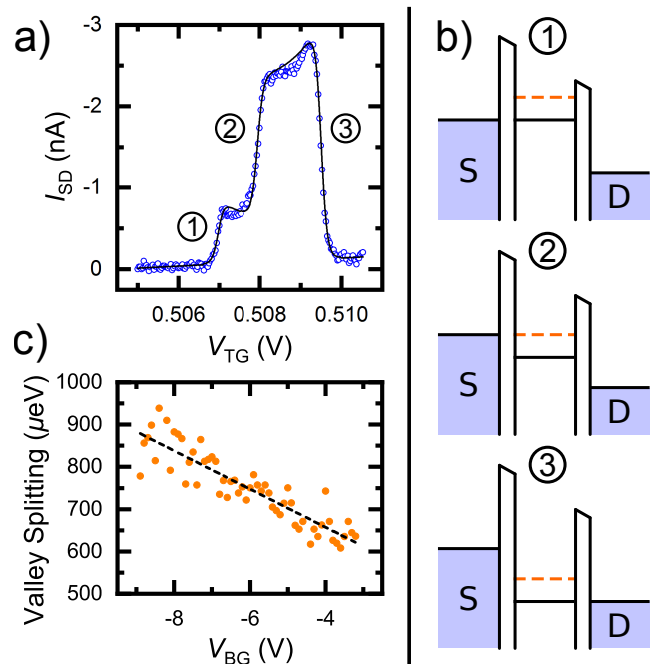 a)
-3
-2
-1
0
I_SD (nA)
① ② ③
0.506 0.508 0.510
V_TG (V)
c)
1000
900
800
700
600
500
Valley Splitting (μeV)
-8 -6 -4
V_BG (V)
b)
①
S D
②
S D
③
S D